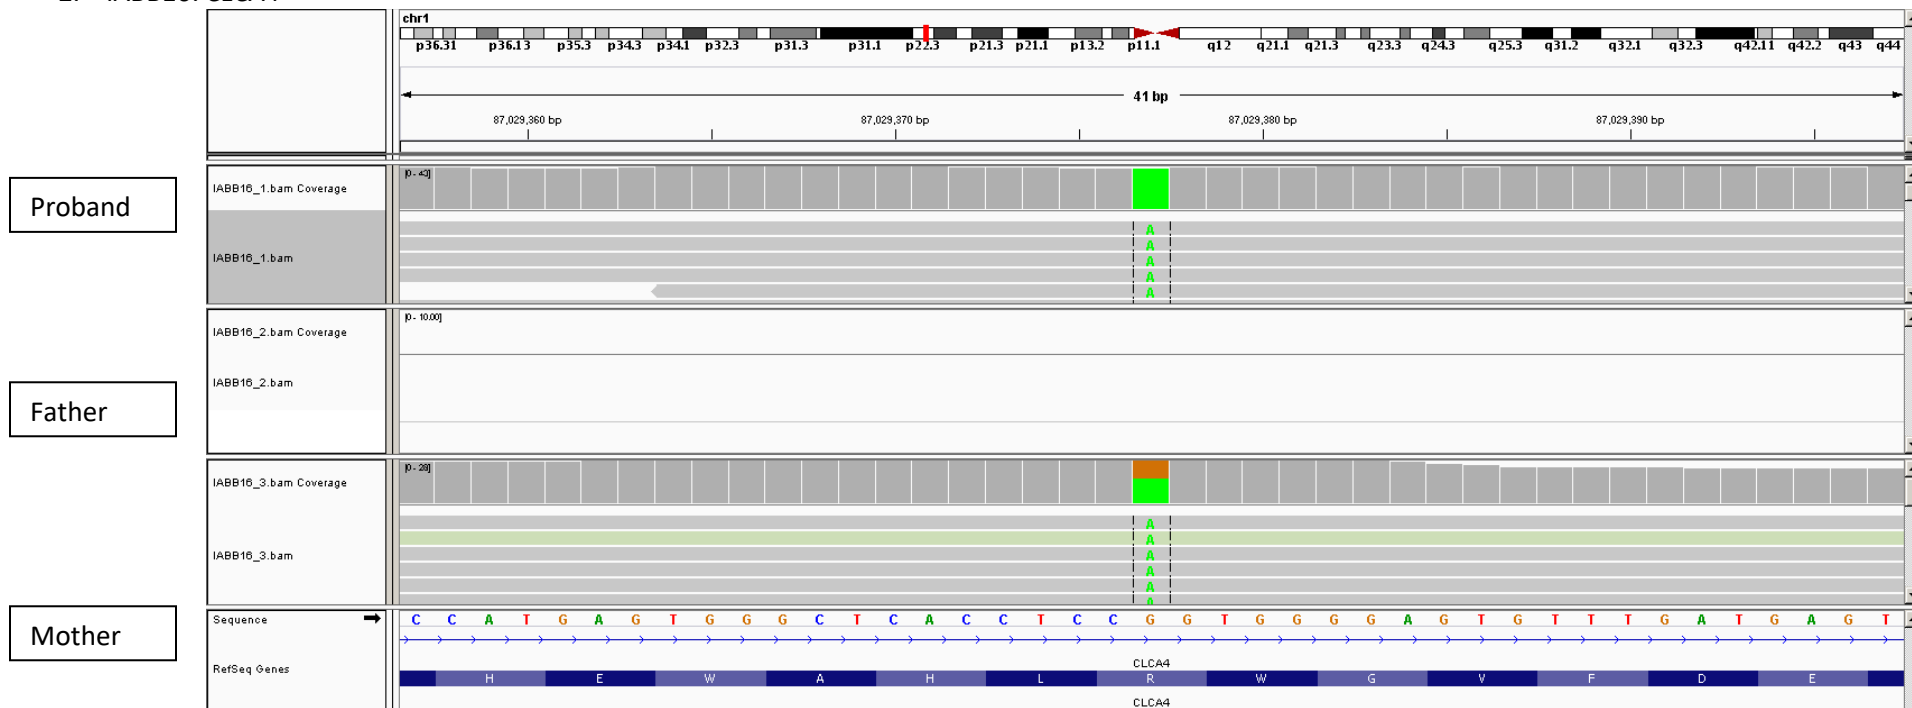 chr1
p36.31 p36.13 p35.3 p34.3 p34.1 p32.3 p31.3 p31.1 p22.3 p21.3 p21.1 p13.2 p11.1 q12 q21.1 q21.3 q23.3 q24.3 q25.3 q31.2 q32.1 q32.3 q42.11 q42.2 q43 q44
41 bp
87,029,360 bp 87,029,370 bp 87,029,380 bp 87,029,390 bp
Proband
IABB16_1.bam Coverage
[0 - 43]
IABB16_1.bam
A
A
A
A
A
Father
IABB16_2.bam Coverage
[0 - 10.00]
IABB16_2.bam
IABB16_3.bam Coverage
[0 - 28]
IABB16_3.bam
A
A
A
A
A
A
Mother
Sequence
C C A T G A G T G G G C T C A C C T C C G G T G G G G A G T G T T T G A T G A G T
RefSeq Genes
CLCA4
H E W A H L R W G V F D E
CLCA4